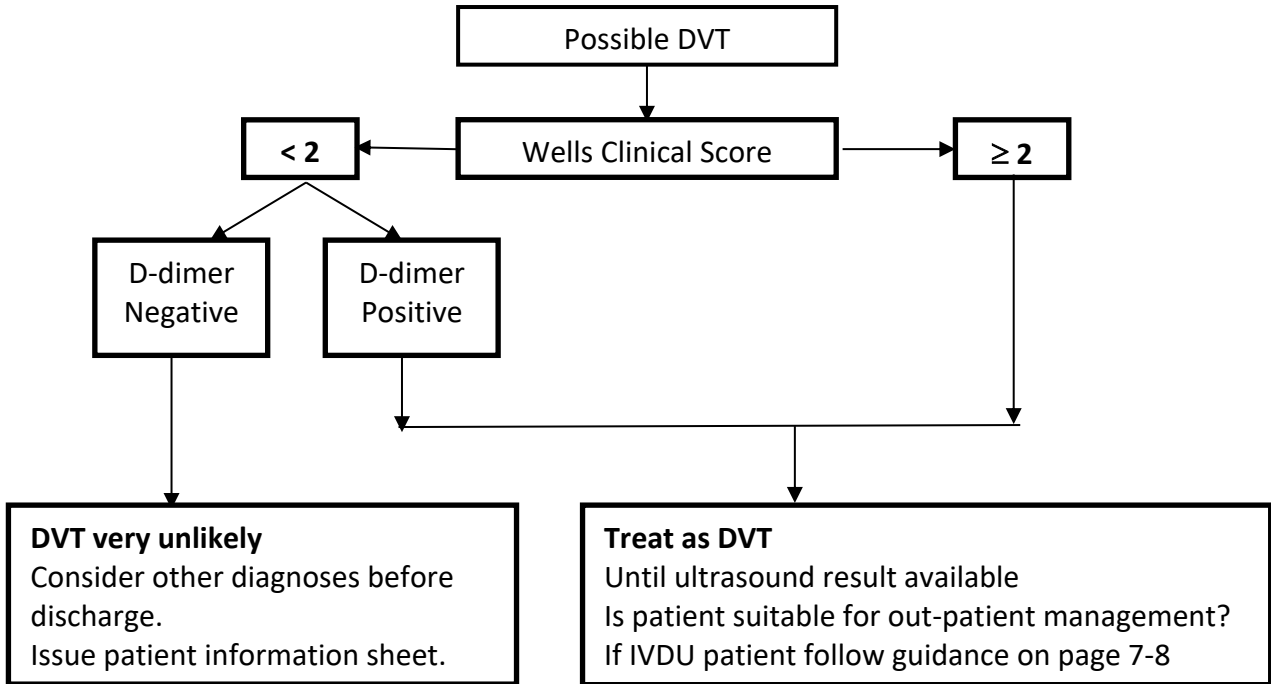 Possible DVT
< 2
Wells Clinical Score
≥ 2
D-dimer
Negative
D-dimer
Positive
DVT very unlikely
Consider other diagnoses before
discharge.
Issue patient information sheet.
Treat as DVT
Until ultrasound result available
Is patient suitable for out-patient management?
If IVDU patient follow guidance on page 7-8